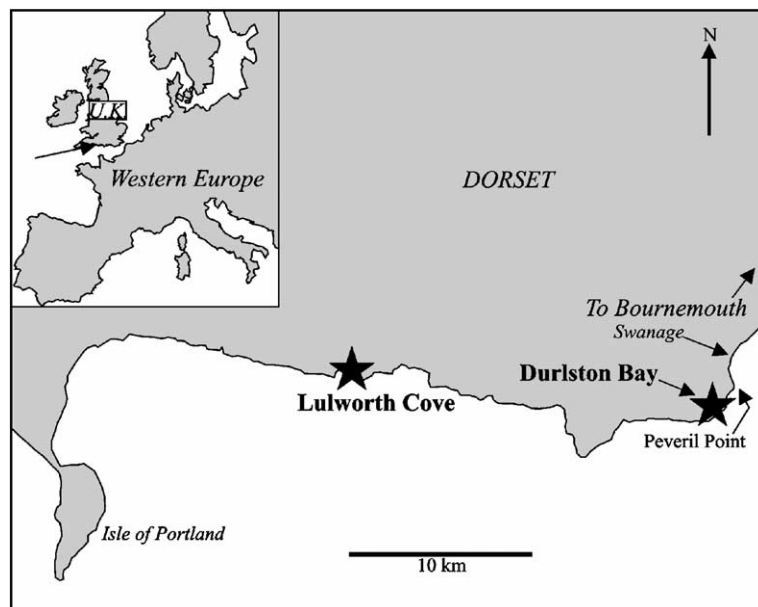 N
U.K
Western Europe
DORSET
To Bournemouth
Swanage
Durlston Bay
Lulworth Cove
Peveril Point
Isle of Portland
10 km